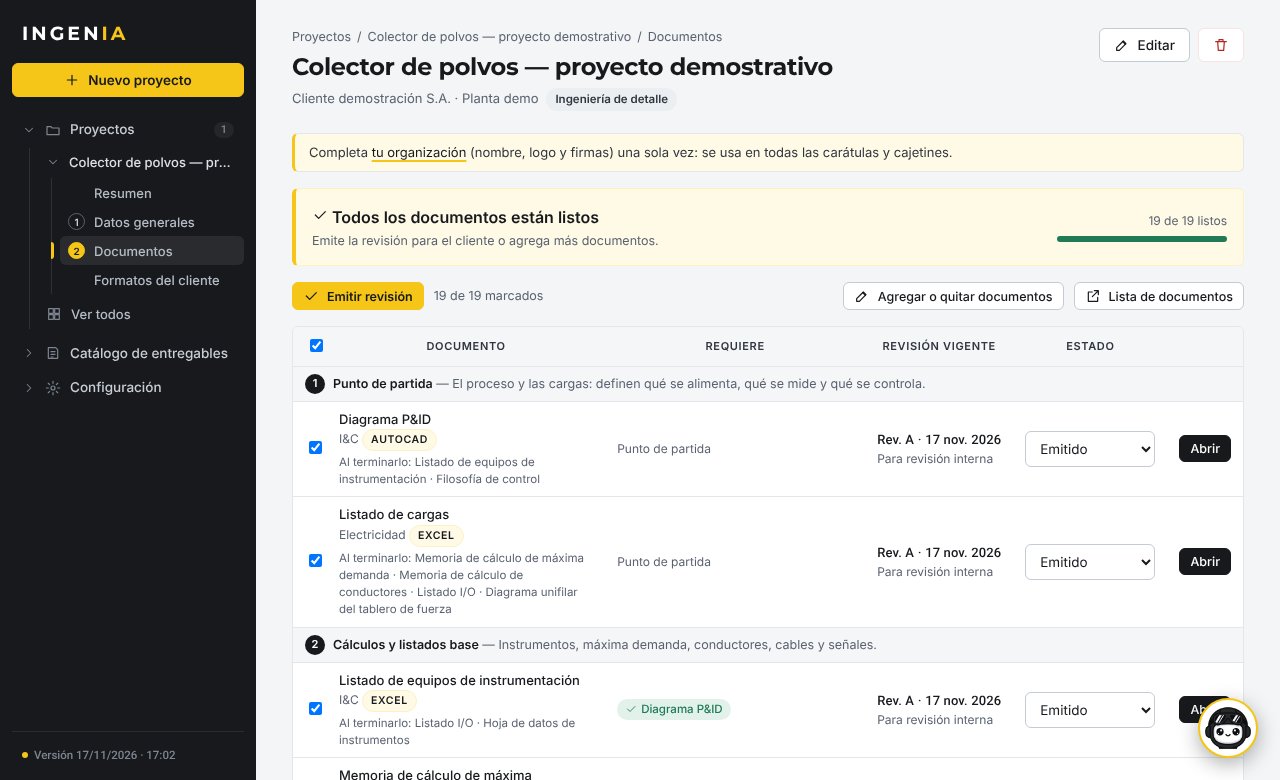 INGENIA
Nuevo proyecto
Proyectos 1
Colector de polvos — pr...
Resumen
1 Datos generales
2 Documentos
Formatos del cliente
Ver todos
Catálogo de entregables
Configuración
Versión 17/11/2026 · 17:02
Proyectos / Colector de polvos — proyecto demostrativo / Documentos
Colector de polvos — proyecto demostrativo
Cliente demostración S.A. · Planta demo Ingeniería de detalle
Editar
Completa tu organización (nombre, logo y firmas) una sola vez: se usa en todas las carátulas y cajetines.
Todos los documentos están listos
Emite la revisión para el cliente o agrega más documentos.
19 de 19 listos
Emitir revisión 19 de 19 marcados
Agregar o quitar documentos
Lista de documentos
DOCUMENTO REQUIERE REVISIÓN VIGENTE ESTADO
1 Punto de partida — El proceso y las cargas: definen qué se alimenta, qué se mide y qué se controla.
Diagrama P&ID
I&C AUTOCAD
Al terminarlo: Listado de equipos de
instrumentación · Filosofía de control
Punto de partida
Rev. A · 17 nov. 2026
Para revisión interna
Emitido
Abrir
Listado de cargas
Electricidad EXCEL
Al terminarlo: Memoria de cálculo de máxima
demanda · Memoria de cálculo de
conductores · Listado I/O · Diagrama unifilar
del tablero de fuerza
Punto de partida
Rev. A · 17 nov. 2026
Para revisión interna
Emitido
Abrir
2 Cálculos y listados base — Instrumentos, máxima demanda, conductores, cables y señales.
Listado de equipos de instrumentación
I&C EXCEL
Al terminarlo: Listado I/O · Hoja de datos de
instrumentos
Diagrama P&ID
Rev. A · 17 nov. 2026
Para revisión interna
Emitido
Memoria de cálculo de máxima